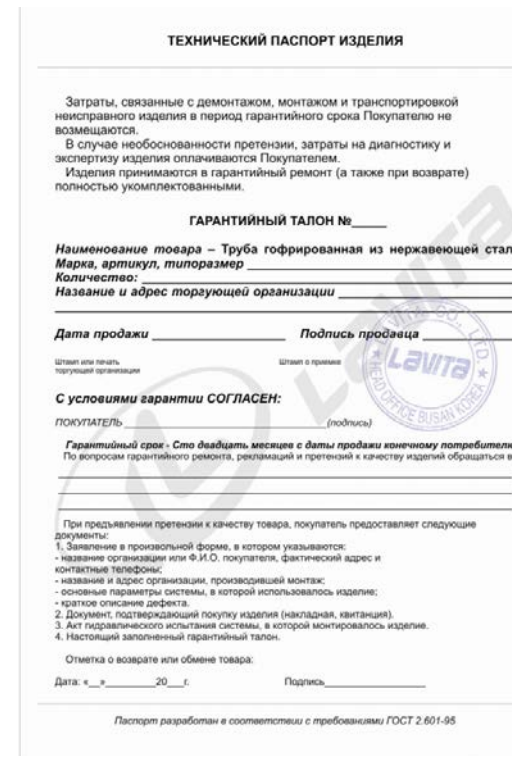 ТЕХНИЧЕСКИЙ ПАСПОРТ ИЗДЕЛИЯ
Затраты, связанные с демонтажом, монтажом и транспортировкой
неисправного изделия в период гарантийного срока Покупателю не
возмещаются.
В случае необоснованности претензии, затраты на диагностику и
экспертизу изделия оплачиваются Покупателем.
Изделия принимаются в гарантийный ремонт (а также при возврате)
полностью укомплектованными.
ГАРАНТИЙНЫЙ ТАЛОН №_____
Наименование товара – Труба гофрированная из нержавеющей стал
Марка, артикул, типоразмер
Количество:
Название и адрес торгующей организации
Дата продажи Подпись продавца
Штамп или печать Штамп о приемке
торгующей организации
LAVITA CO., LTD.
Lavita
HEAD OFFICE BUSAN KOREA
Lavita
С условиями гарантии СОГЛАСЕН:
ПОКУПАТЕЛЬ (подпись)
Гарантийный срок - Сто двадцать месяцев с даты продажи конечному потребителю
По вопросам гарантийного ремонта, рекламаций и претензий к качеству изделий обращаться в
При предъявлении претензии к качеству товара, покупатель предоставляет следующие
документы:
1. Заявление в произвольной форме, в котором указываются:
- название организации или Ф.И.О. покупателя, фактический адрес и
контактные телефоны;
- название и адрес организации, производившей монтаж;
- основные параметры системы, в которой использовалось изделие;
- краткое описание дефекта.
2. Документ, подтверждающий покупку изделия (накладная, квитанция).
3. Акт гидравлического испытания системы, в которой монтировалось изделие.
4. Настоящий заполненный гарантийный талон.
Отметка о возврате или обмене товара:
Дата: «__»_________20___г. Подпись______________
Паспорт разработан в соответствии с требованиями ГОСТ 2.601-95